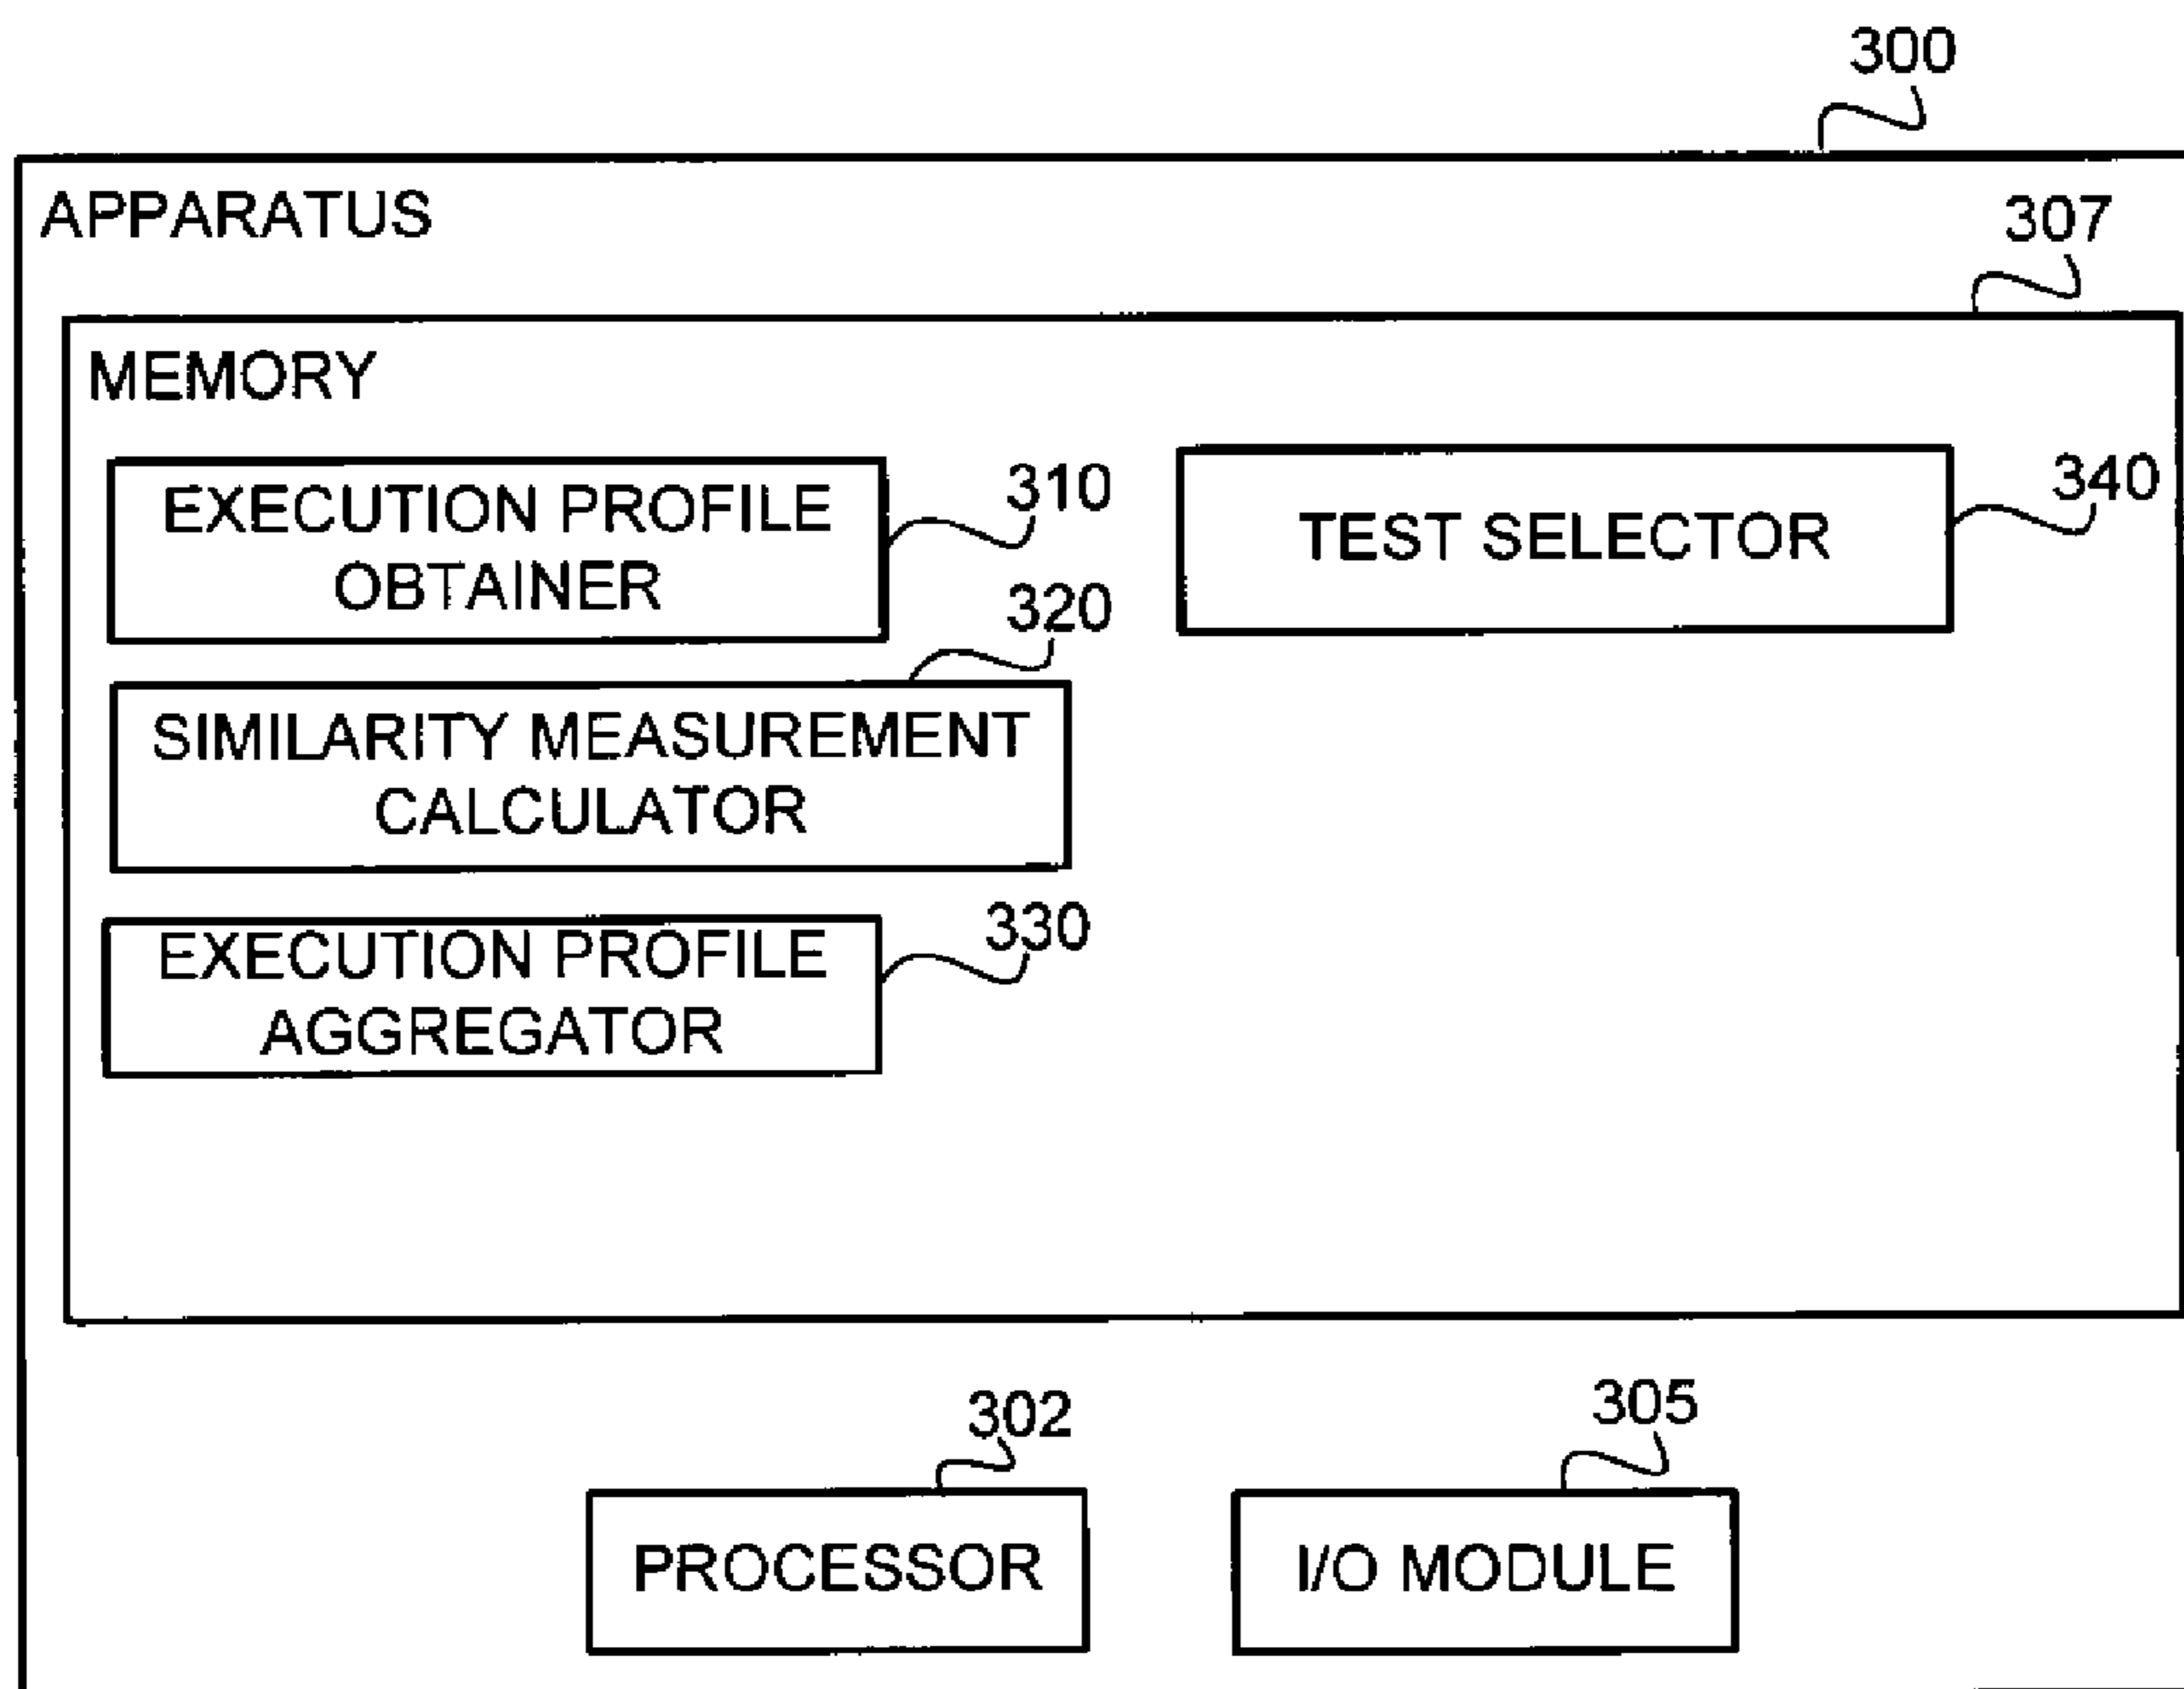 300
APPARATUS
307
MEMORY
EXECUTION PROFILE
OBTAINER
310
TEST SELECTOR
340
320
SIMILARITY MEASUREMENT
CALCULATOR
330
EXECUTION PROFILE
AGGREGATOR
302
305
PROCESSOR
I/O MODULE